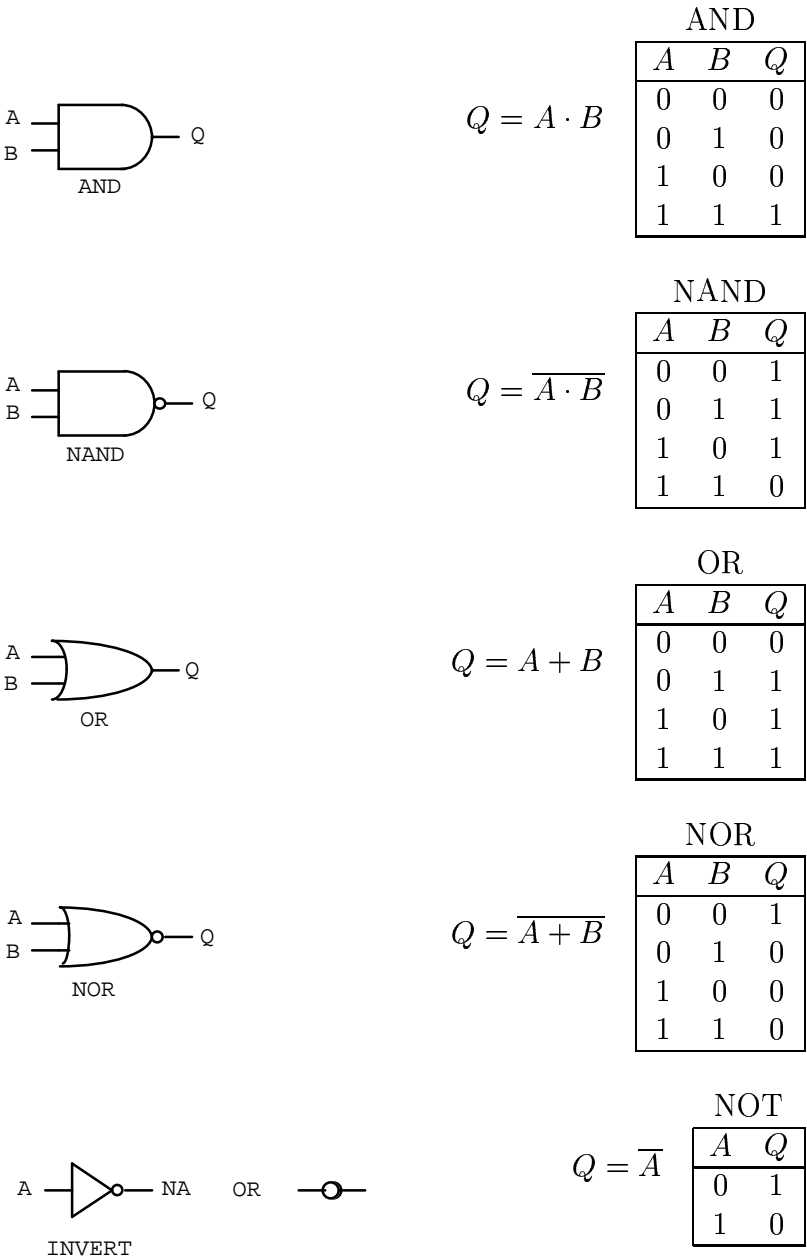 AND
A B Q
A
B
Q
AND
Q = A · B
0 0 0
0 1 0
1 0 0
1 1 1
NAND
A B Q
A
B
Q
NAND
Q = \overline{A · B}
0 0 1
0 1 1
1 0 1
1 1 0
OR
A B Q
A
B
Q
OR
Q = A + B
0 0 0
0 1 1
1 0 1
1 1 1
NOR
A B Q
A
B
Q
NOR
Q = \overline{A + B}
0 0 1
0 1 0
1 0 0
1 1 0
NOT
A Q
A NA OR
INVERT
Q = \overline{A}
0 1
1 0